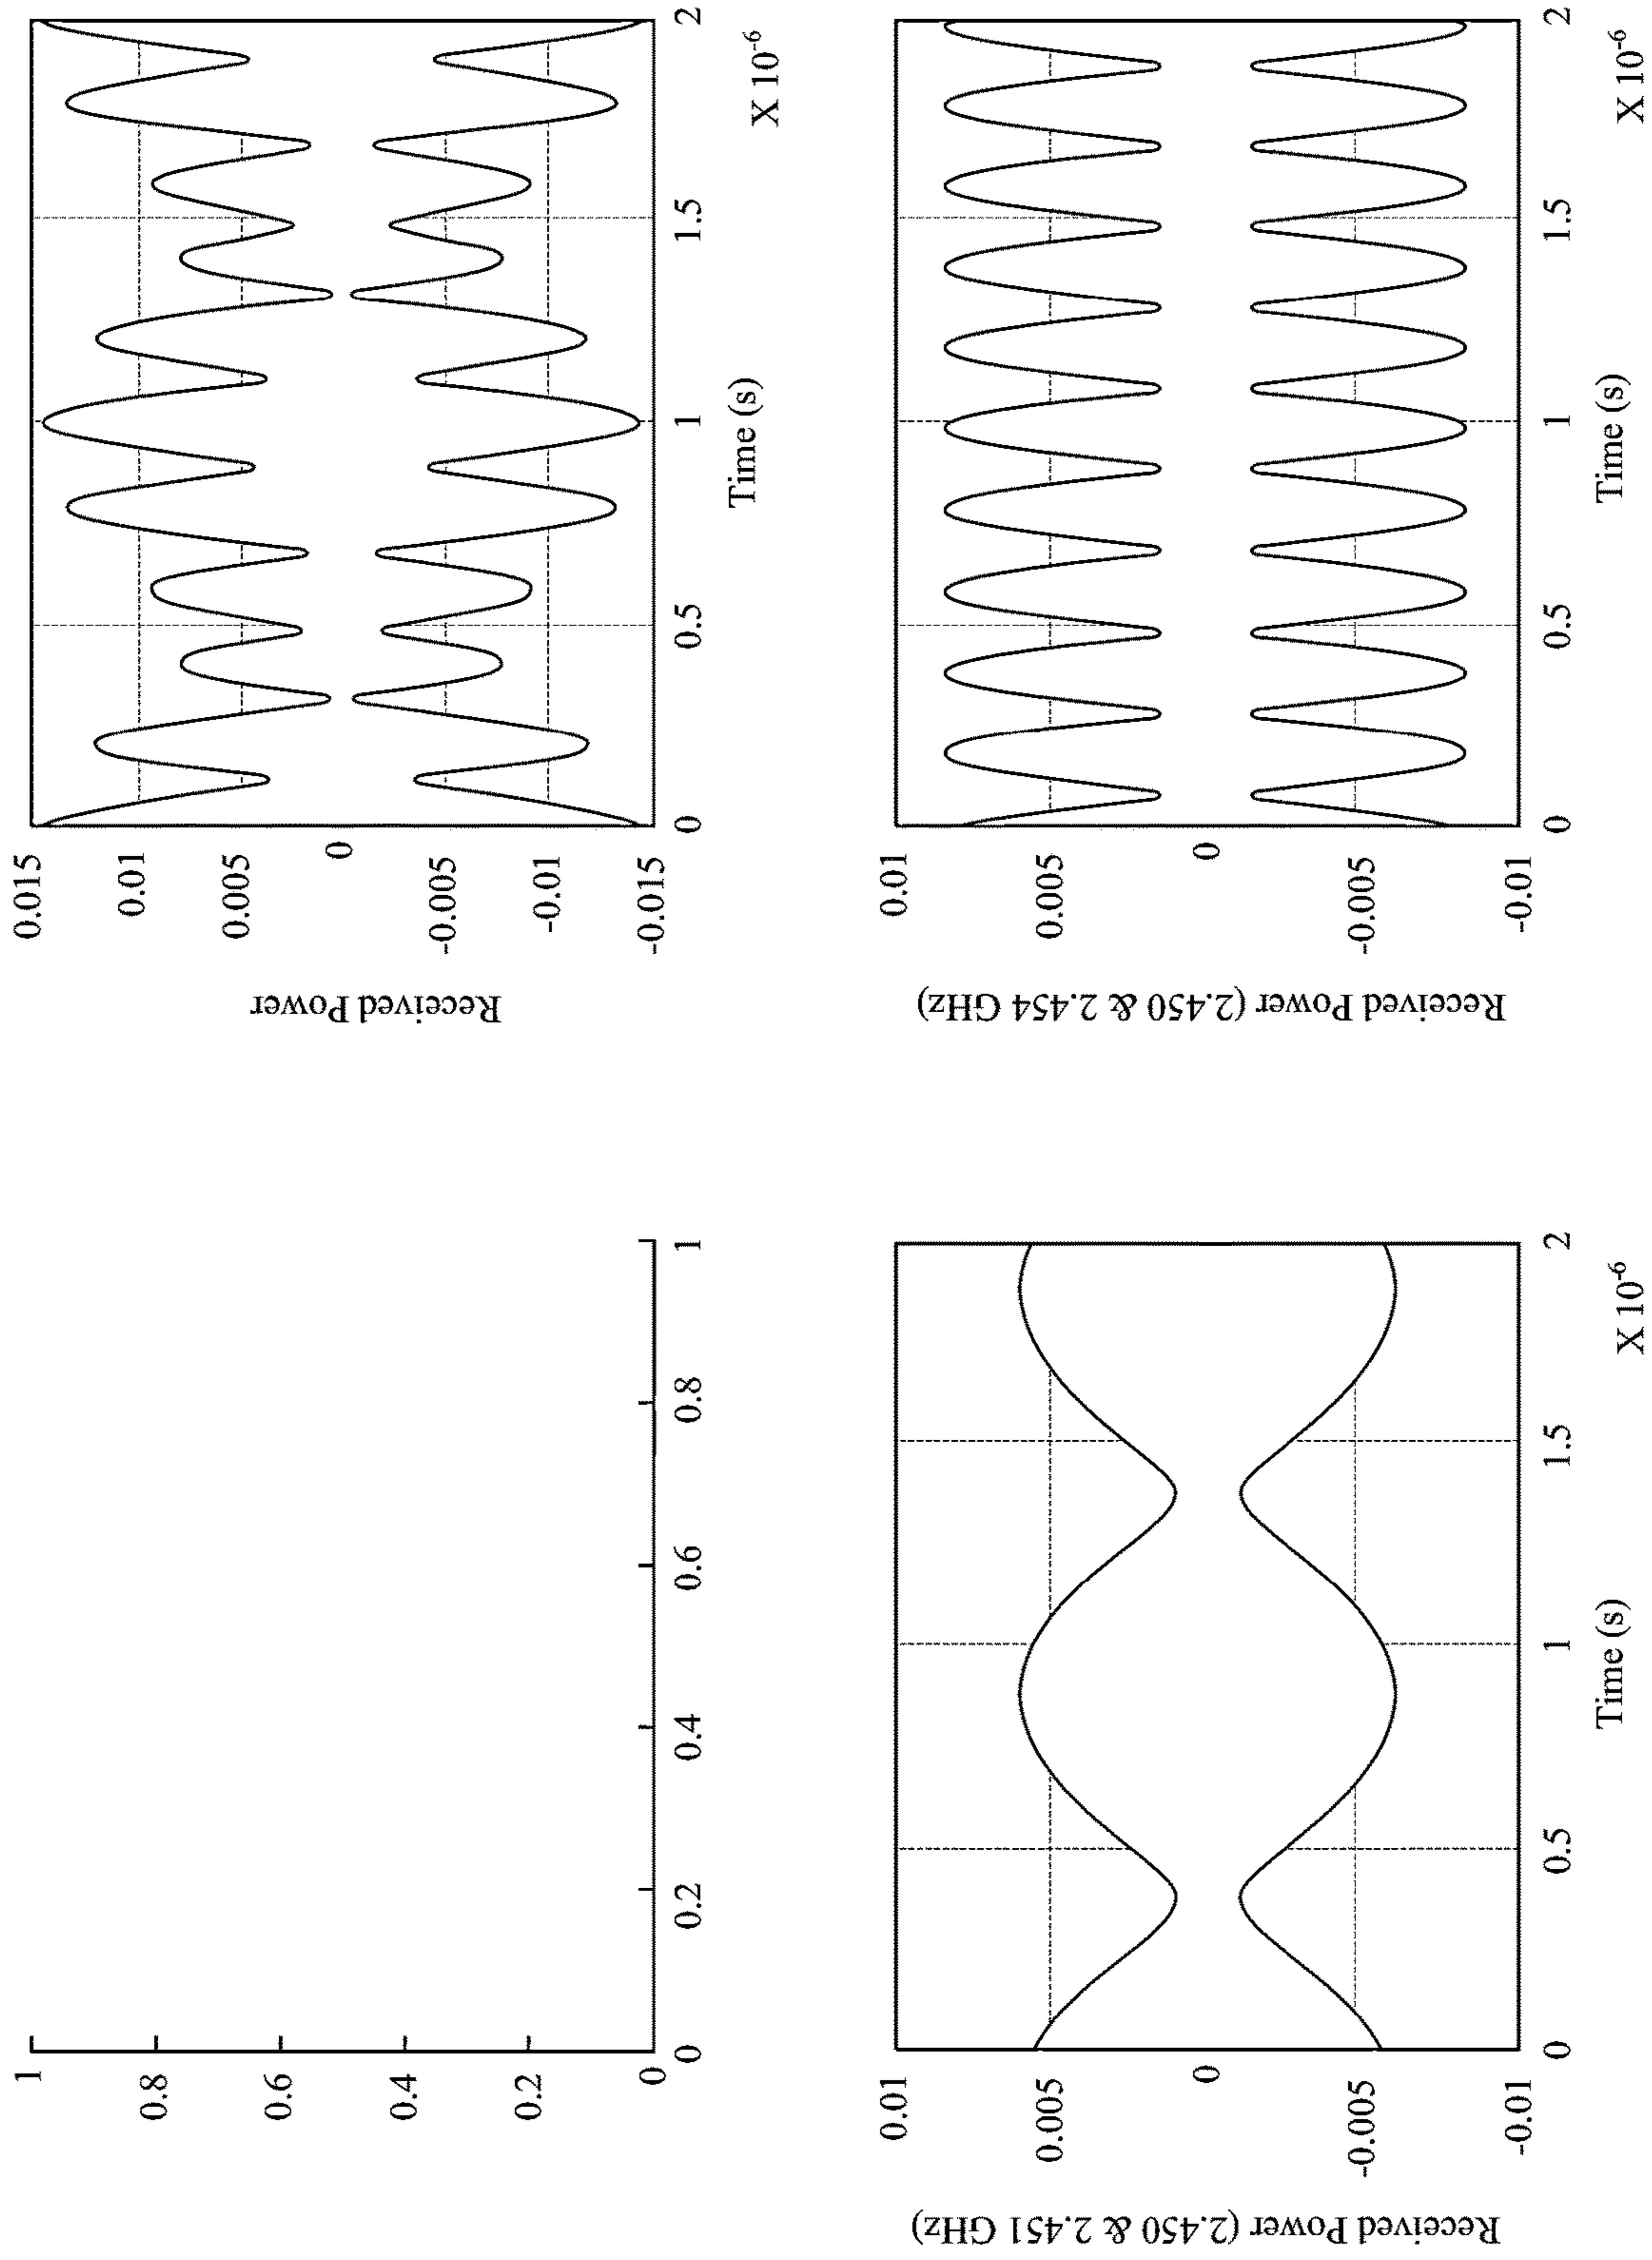 1
0.8
0.6
0.4
0.2
0
0 0.2 0.4 0.6 0.8 1
Received Power
0.015
0.01
0.005
0
-0.005
-0.01
-0.015
0 0.5 1 1.5 2
Time (s)
X 10-6
Received Power (2.450 & 2.451 GHz)
0.01
0.005
0
-0.005
-0.01
0 0.5 1 1.5 2
Time (s)
X 10-6
Received Power (2.450 & 2.454 GHz)
0.01
0.005
0
-0.005
-0.01
0 0.5 1 1.5 2
Time (s)
X 10-6